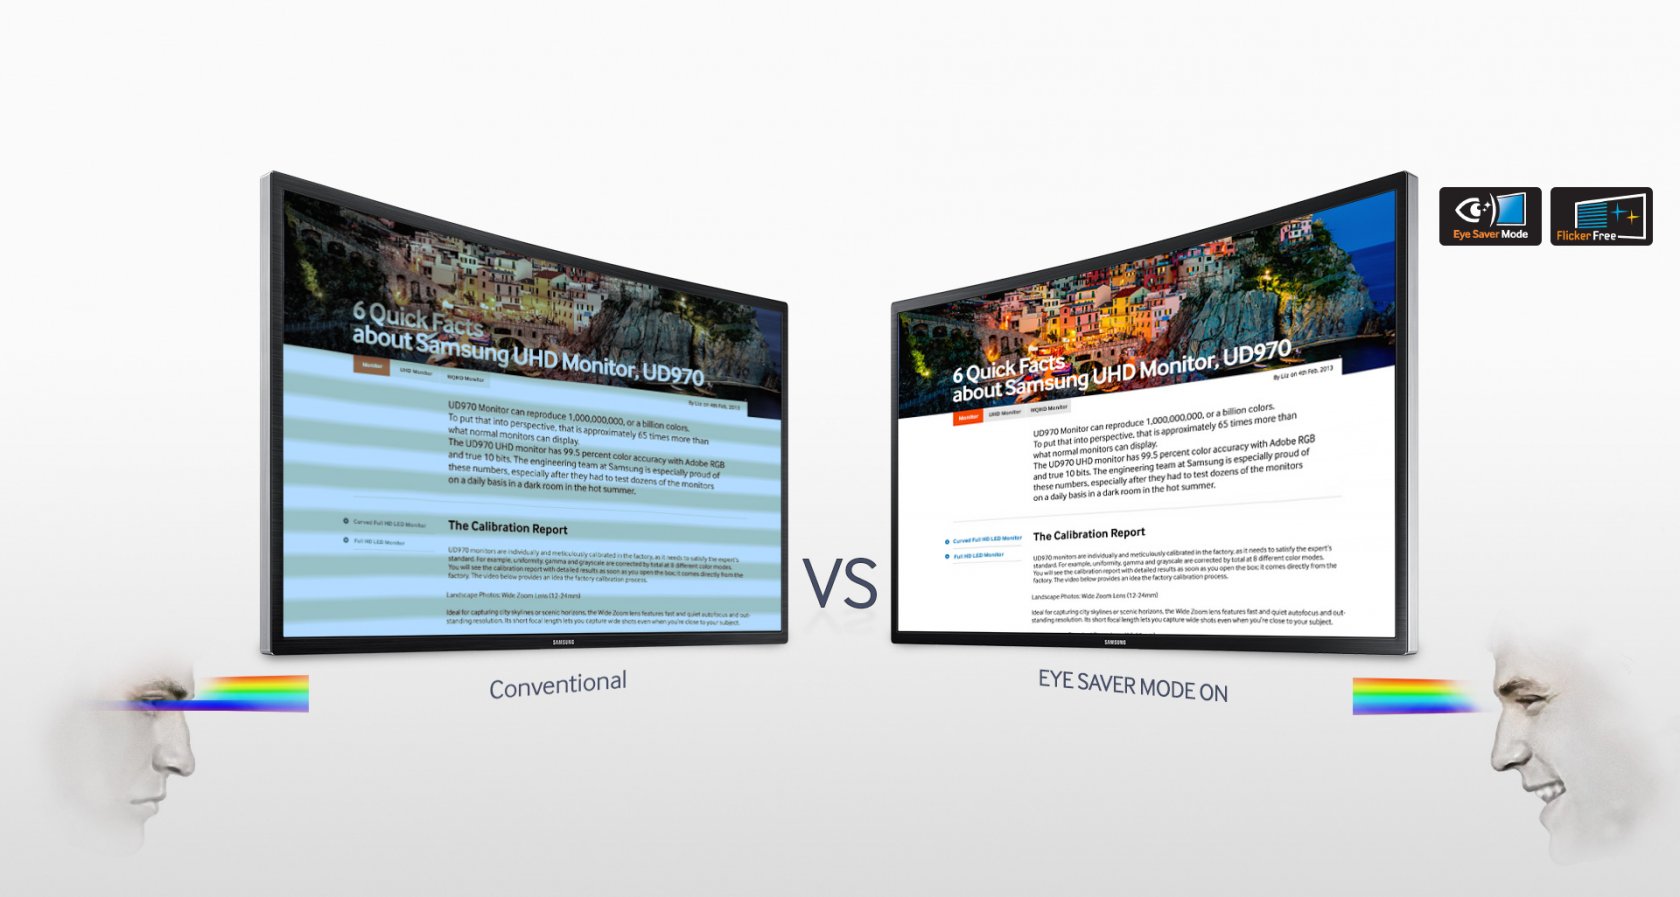 6 Quick Facts
about Samsung UHD Monitor, UD970
Monitor
UHD Monitor
WQHD Monitor
By Liz on 4th Feb, 2013
UD970 Monitor can reproduce 1,000,000,000, or a billion colors.
To put that into perspective, that is approximately 65 times more than
what normal monitors can display.
The UD970 UHD monitor has 99.5 percent color accuracy with Adobe RGB
and true 10 bits. The engineering team at Samsung is especially proud of
these numbers, especially after they had to test dozens of the monitors
on a daily basis in a dark room in the hot summer.
Curved Full HD LED Monitor
Full HD LED Monitor
The Calibration Report
UD970 monitors are individually and meticulously calibrated in the factory, as it needs to satisfy the expert's
standard. For example, uniformity, gamma and grayscale are corrected by total at 8 different color modes.
You will see the calibration report with detailed results as soon as you open the box; it comes directly from the
factory. The video below provides an idea the factory calibration process.
Landscape Photos: Wide Zoom Lens (12-24mm)
Ideal for capturing city skylines or scenic horizons, the Wide Zoom lens features fast and quiet autofocus and out-
standing resolution. Its short focal length lets you capture wide shots even when you're close to your subject.
SAMSUNG
Conventional
VS
6 Quick Facts
about Samsung UHD Monitor, UD970
Monitor
UHD Monitor
WQHD Monitor
By Liz on 4th Feb, 2013
UD970 Monitor can reproduce 1,000,000,000, or a billion colors.
To put that into perspective, that is approximately 65 times more than
what normal monitors can display.
The UD970 UHD monitor has 99.5 percent color accuracy with Adobe RGB
and true 10 bits. The engineering team at Samsung is especially proud of
these numbers, especially after they had to test dozens of the monitors
on a daily basis in a dark room in the hot summer.
Curved Full HD LED Monitor
Full HD LED Monitor
The Calibration Report
UD970 monitors are individually and meticulously calibrated in the factory, as it needs to satisfy the expert's
standard. For example, uniformity, gamma and grayscale are corrected by total at 8 different color modes.
You will see the calibration report with detailed results as soon as you open the box; it comes directly from the
factory. The video below provides an idea the factory calibration process.
Landscape Photos: Wide Zoom Lens (12-24mm)
Ideal for capturing city skylines or scenic horizons, the Wide Zoom lens features fast and quiet autofocus and out-
standing resolution. Its short focal length lets you capture wide shots even when you're close to your subject.
SAMSUNG
EYE SAVER MODE ON
Eye Saver Mode
Flicker Free